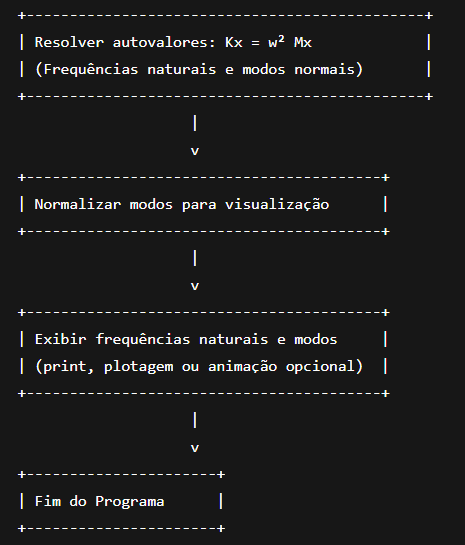 +----------------------------------------------+
| Resolver autovalores: Kx = w² Mx             |
| (Frequências naturais e modos normais)       |
+----------------------------------------------+
|
v
+-----------------------------------------+
| Normalizar modos para visualização      |
+-----------------------------------------+
|
v
+-----------------------------------------+
| Exibir frequências naturais e modos     |
| (print, plotagem ou animação opcional)  |
+-----------------------------------------+
|
v
+----------------------+
| Fim do Programa      |
+----------------------+